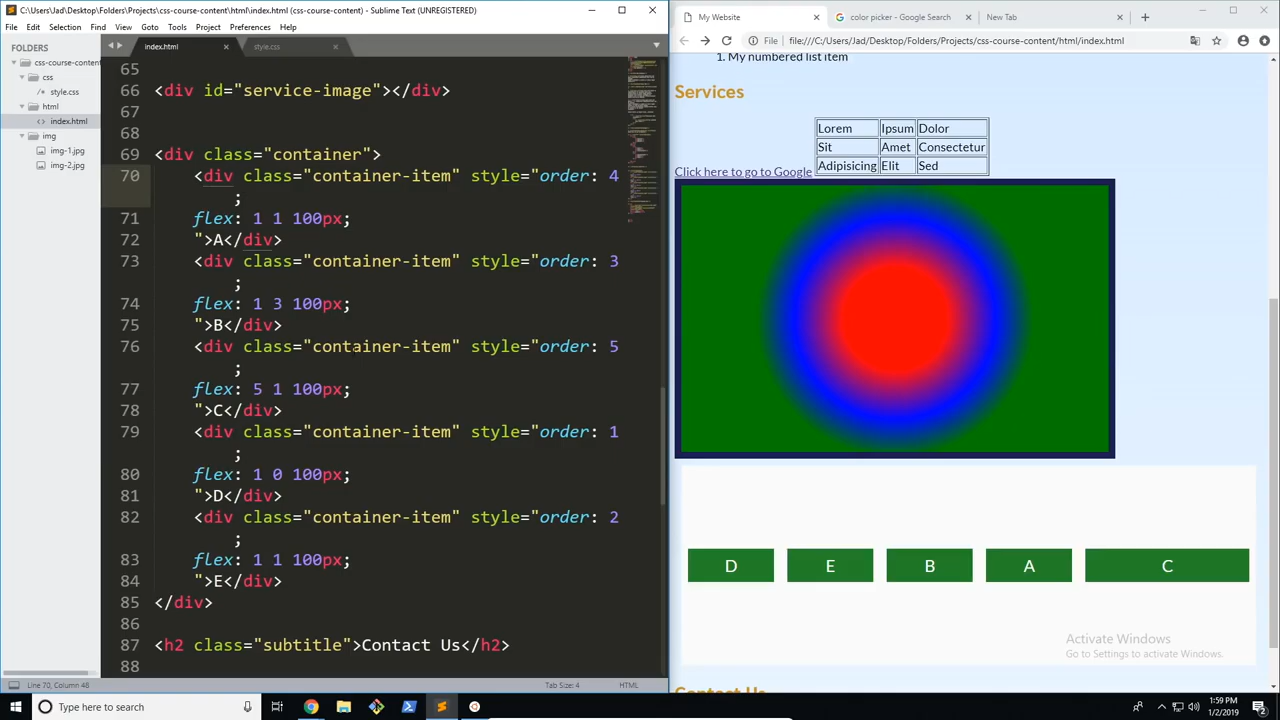 C:\Users\Jad\Desktop\Folders\Projects\css-course-content\html\index.html (css-course-content) - Sublime Text (UNREGISTERED)
File Edit Selection Find View Goto Tools Project Preferences Help
FOLDERS
css-course-content
css
style.css
html
<> index.html
img
img-1.jpg
img-2.jpg
index.html
style.css
65
66 <div id="service-image"></div>
67
68
69 <div class="container">
70 <div class="container-item" style="order: 4
;
71 flex: 1 1 100px;
72 ">A</div>
73 <div class="container-item" style="order: 3
;
74 flex: 1 3 100px;
75 ">B</div>
76 <div class="container-item" style="order: 5
;
77 flex: 5 1 100px;
78 ">C</div>
79 <div class="container-item" style="order: 1
;
80 flex: 1 0 100px;
81 ">D</div>
82 <div class="container-item" style="order: 2
;
83 flex: 1 1 100px;
84 ">E</div>
85 </div>
86
87 <h2 class="subtitle">Contact Us</h2>
88
Line 70, Column 48
Tab Size: 4
HTML
My Website
color picker - Google Search
New Tab
File
file:///C:/Users/Jad/Desktop/Folders/Projects/css-course-content/html/index.html
1. My numbered list item
Services
Lorem Ipsum Dolor
Sit Amet Consectetur
Adipisicing Elit Sed
Click here to go to Google
D E B A C
Activate Windows
Go to Settings to activate Windows.
Contact Us
Type here to search
1:59 PM
1/2/2019
2